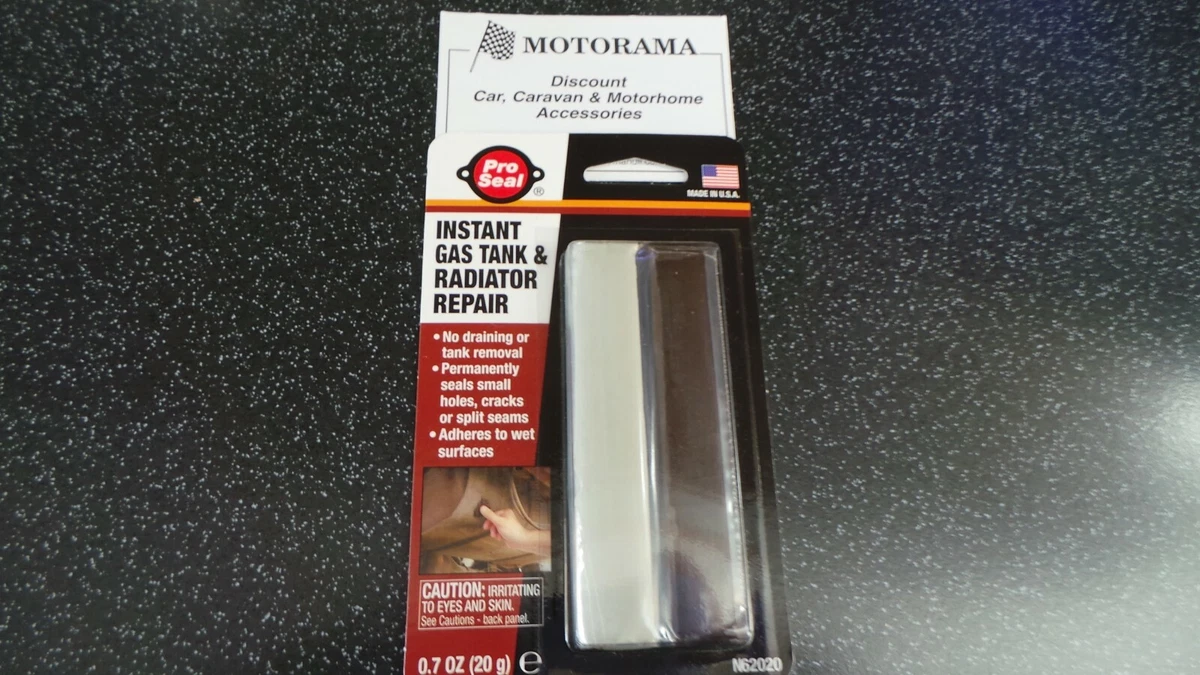 MOTORAMA
Discount
Car, Caravan & Motorhome
Accessories
Pro
Seal
®
MADE IN U.S.A.
INSTANT
GAS TANK &
RADIATOR
REPAIR
• No draining or
tank removal
• Permanently
seals small
holes, cracks
or split seams
• Adheres to wet
surfaces
CAUTION: IRRITATING
TO EYES AND SKIN.
See Cautions - back panel.
0.7 OZ (20 g) e
N62020